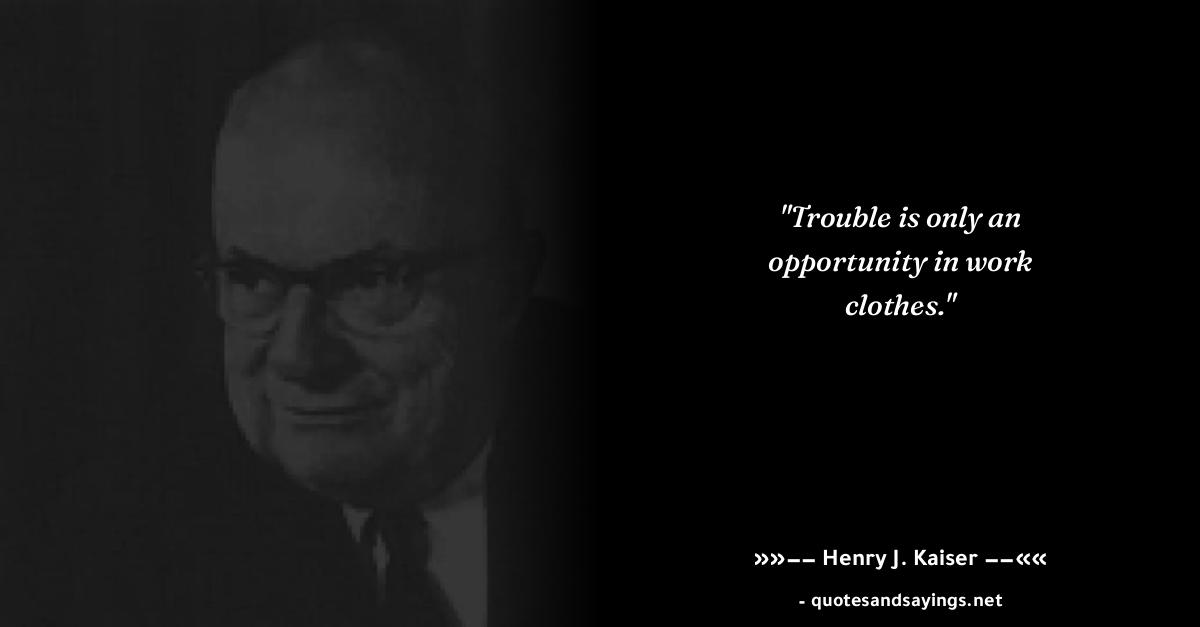 "Trouble is only an
opportunity in work
clothes."
»»–– Henry J. Kaiser ––««
- quotesandsayings.net